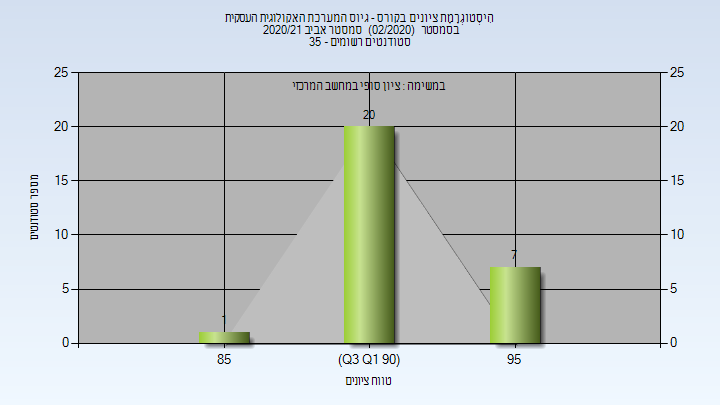 הִיסְטוֹגְרָמַת ציונים בקורס - גיוס המערכת האקולוגית העסקית
בסמסטר (02/2020) סמסטר אביב 2020/21
סטודנטים רשומים - 35
במשימה : ציון סופי במחשב המרכזי
מספר סטודנטים
25 25
20 20
15 15
10 10
5 5
0 0
1
20
7
85 (Q3 Q1 90) 95
טווח ציונים